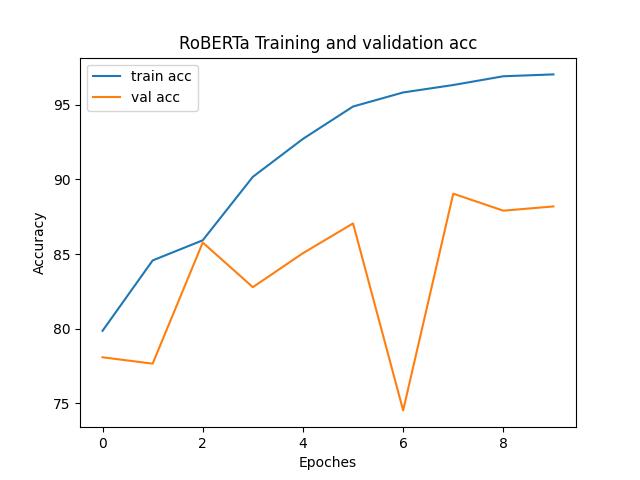 RoBERTa Training and validation acc
train acc
val acc
Accuracy
95
90
85
80
75
0 2 4 6 8
Epoches